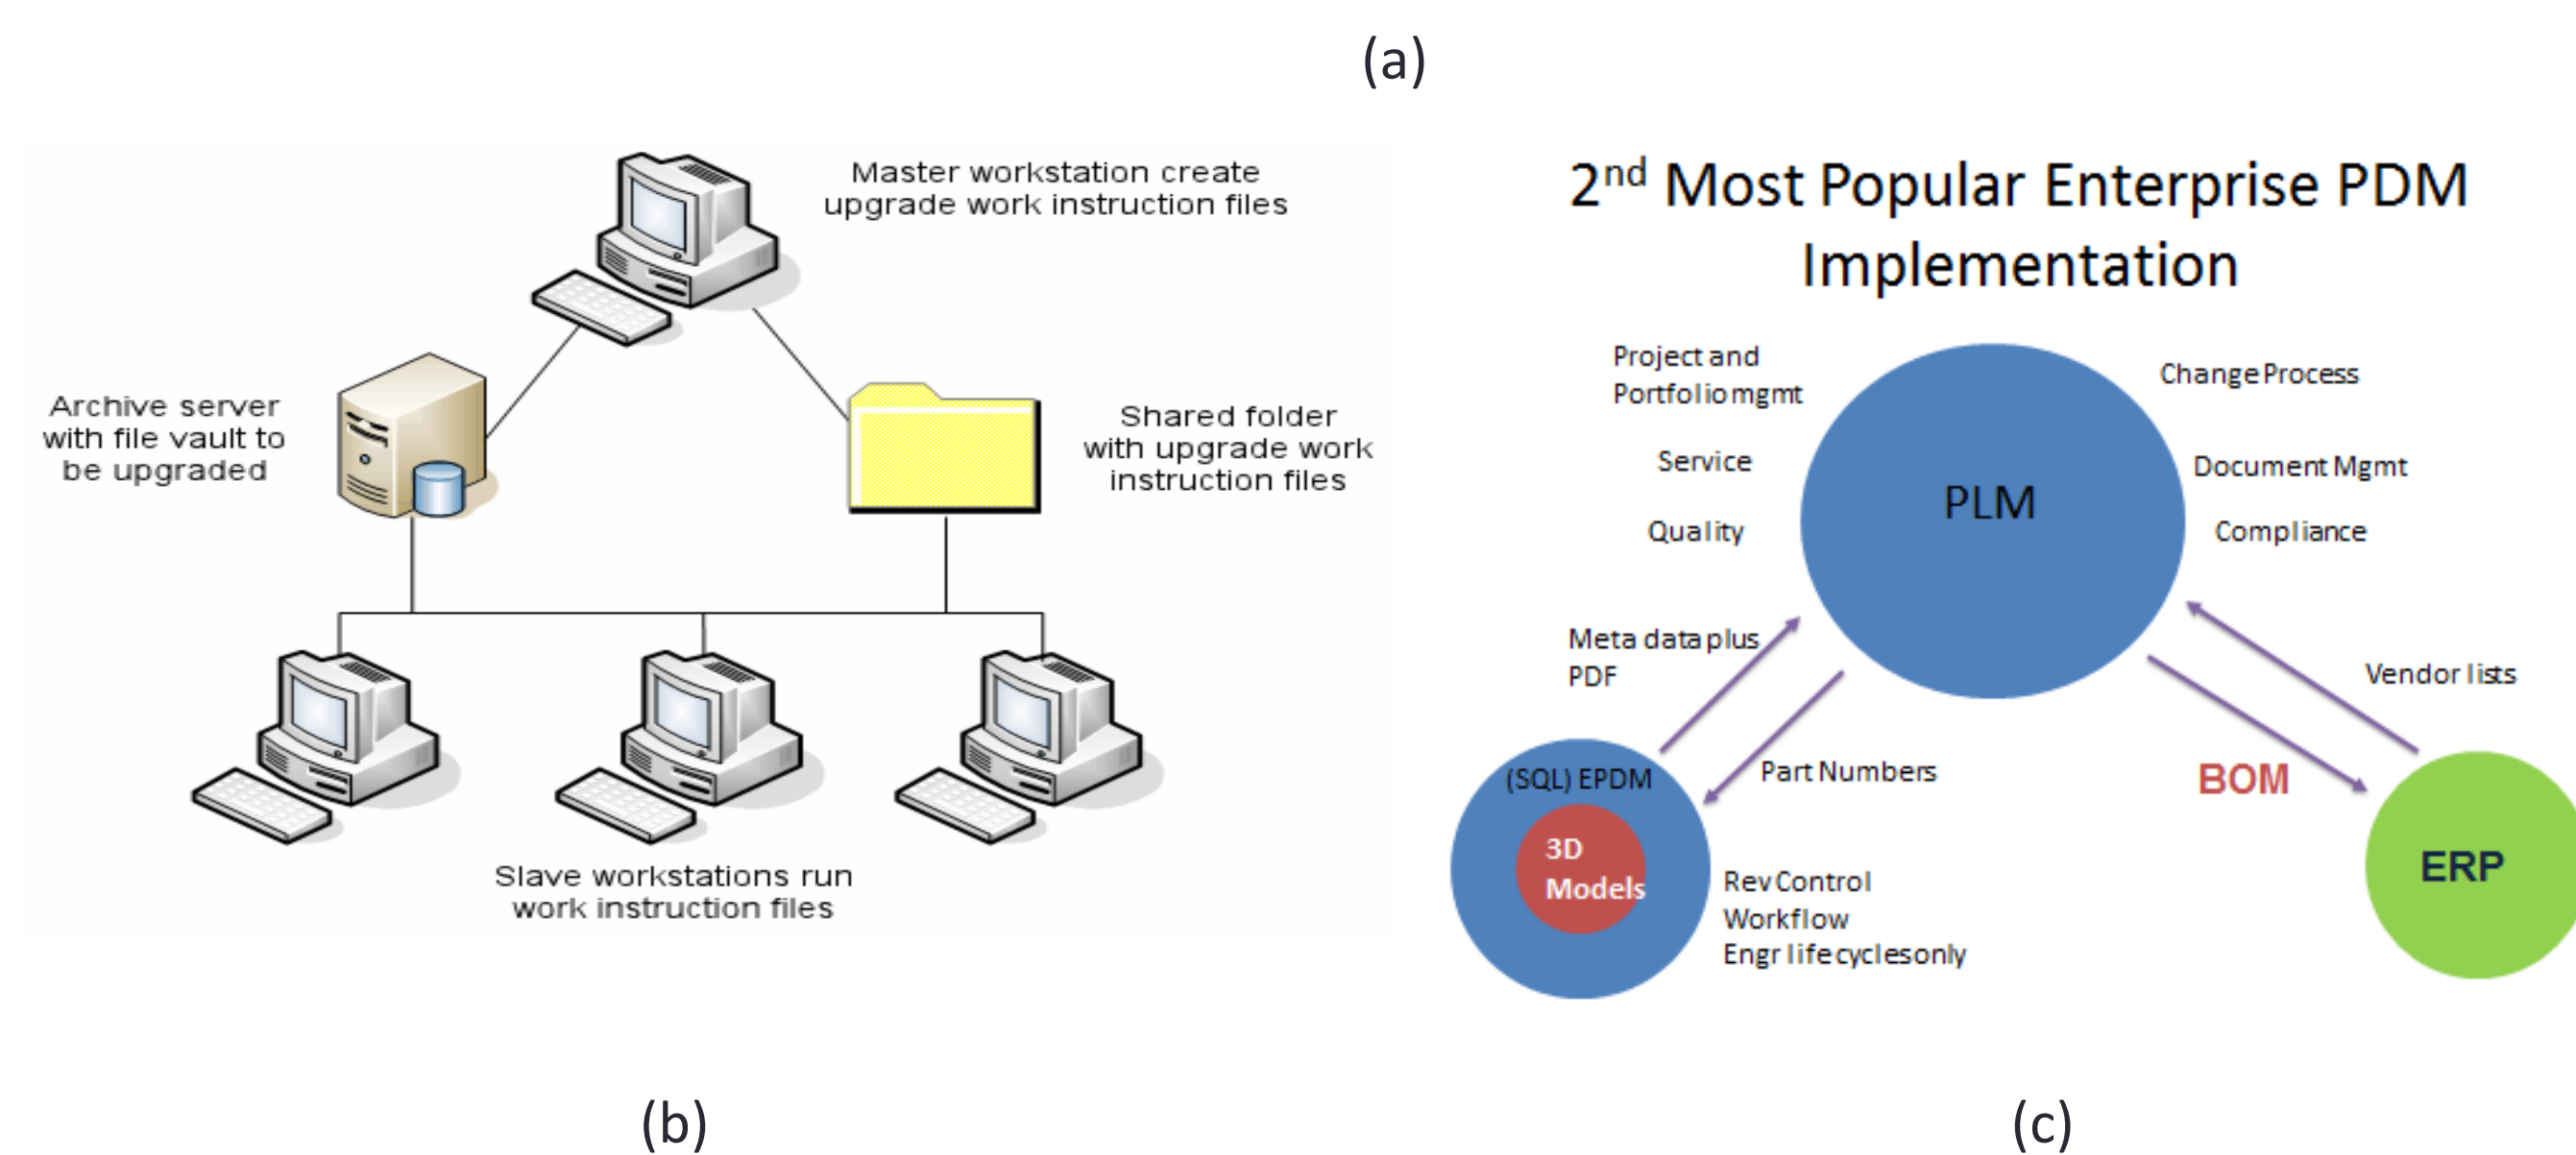 (a)
Master workstation create
upgrade work instruction files
Archive server
with file vault to
be upgraded
Shared folder
with upgrade work
instruction files
Slave workstations run
work instruction files
(b)
2nd Most Popular Enterprise PDM
Implementation
Project and
Portfolio mgmt
Service
Quality
Change Process
Document Mgmt
Compliance
PLM
Meta data plus
PDF
Part Numbers
Vendor lists
BOM
(SQL) EPDM
3D
Models
Rev Control
Workflow
Engr lifecycles only
ERP
(c)